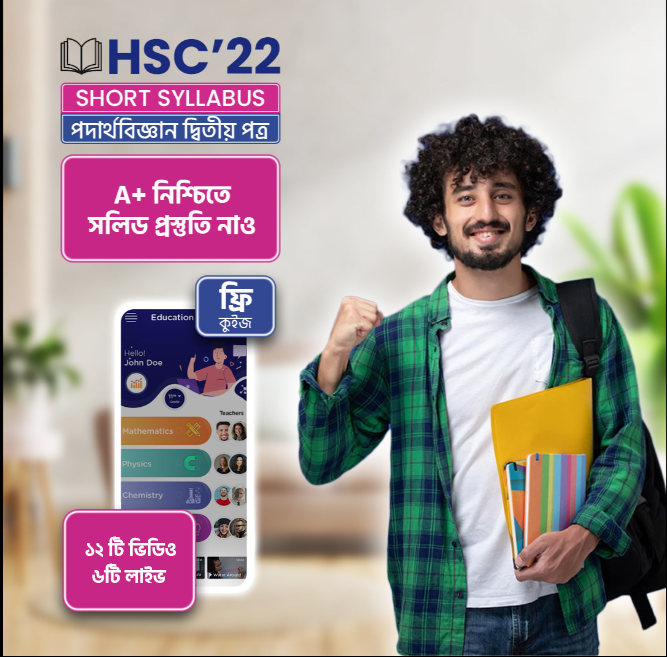 HSC'22
SHORT SYLLABUS
পদার্থবিজ্ঞান দ্বিতীয় পত্র
A+ নিশ্চিতে
সলিড প্রস্তুতি নাও
ফ্রি
কুইজ
Education
Hello!
John Doe
Teachers
Mathematics
Physics
Chemistry
১২ টি ভিডিও
৬টি লাইভ